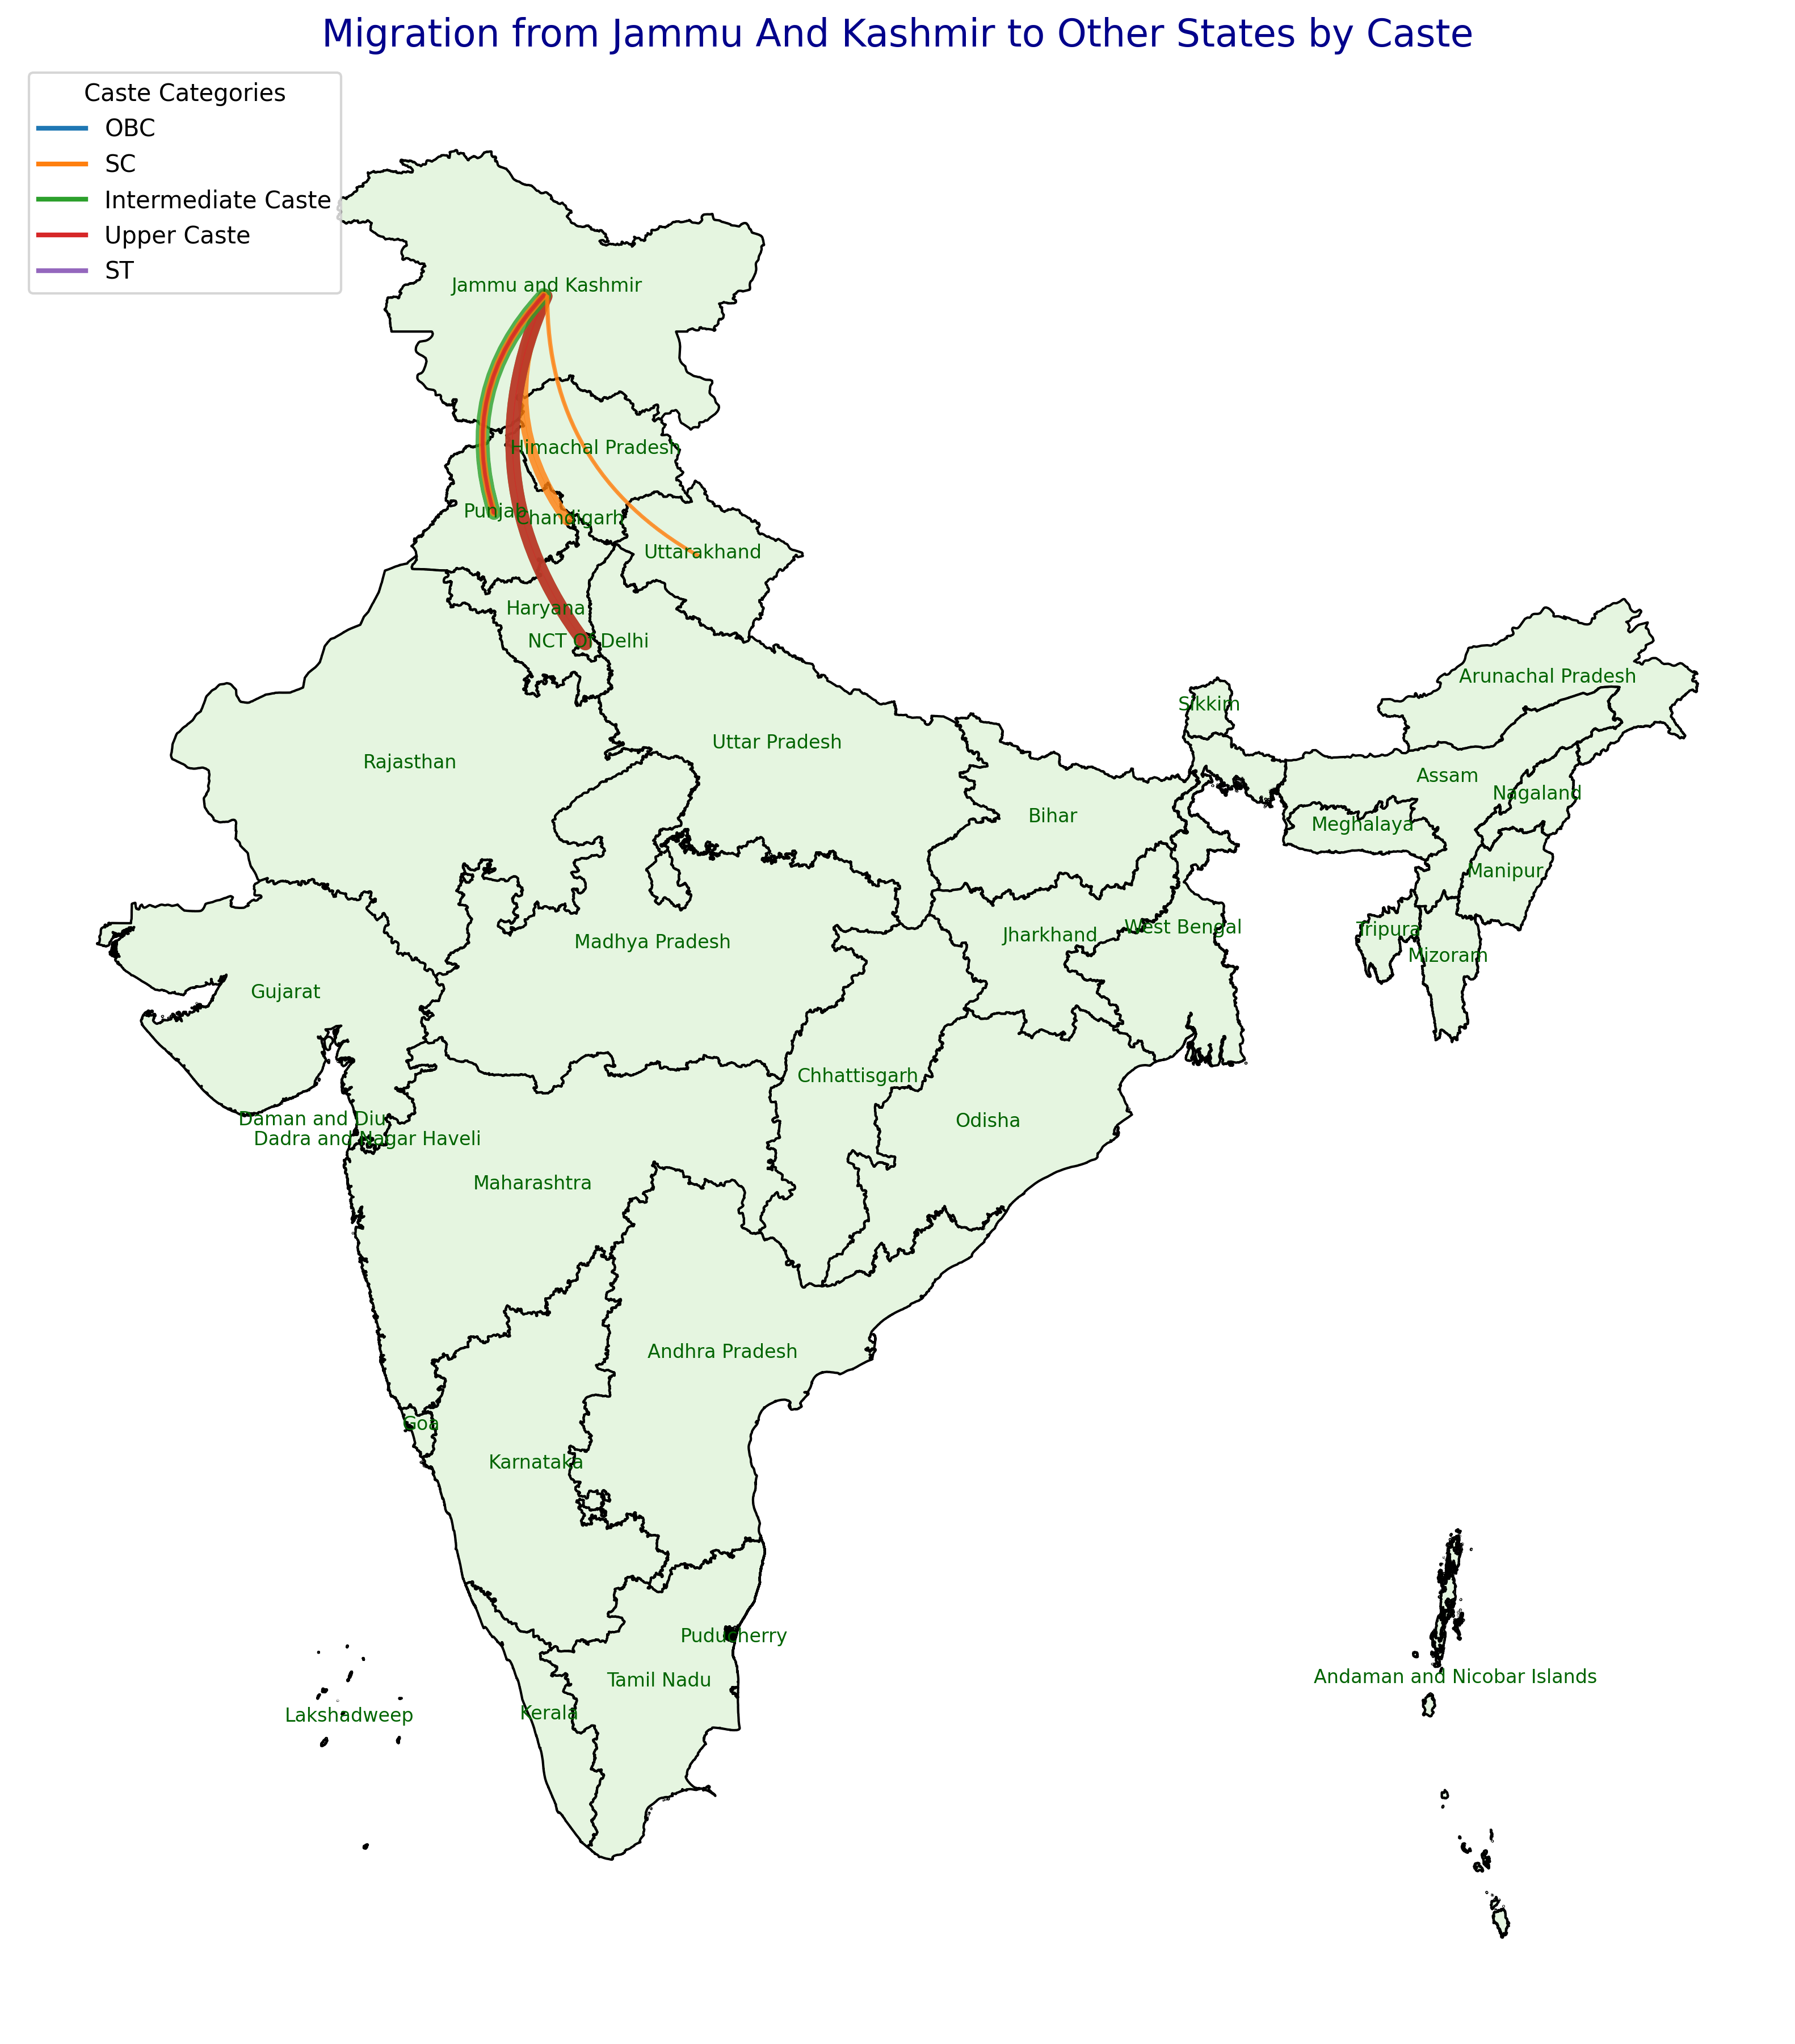 Migration from Jammu And Kashmir to Other States by Caste
Caste Categories
OBC
SC
Intermediate Caste
Upper Caste
ST
Jammu and Kashmir
Himachal Pradesh
Punjab
Chandigarh
Uttarakhand
Haryana
NCT Of Delhi
Arunachal Pradesh
Sikkim
Uttar Pradesh
Rajasthan
Assam
Nagaland
Bihar
Meghalaya
Manipur
West Bengal
Tripura
Jharkhand
Madhya Pradesh
Mizoram
Gujarat
Chhattisgarh
Daman and Diu
Odisha
Dadra and Nagar Haveli
Maharashtra
Andhra Pradesh
Goa
Karnataka
Puducherry
Andaman and Nicobar Islands
Tamil Nadu
Kerala
Lakshadweep